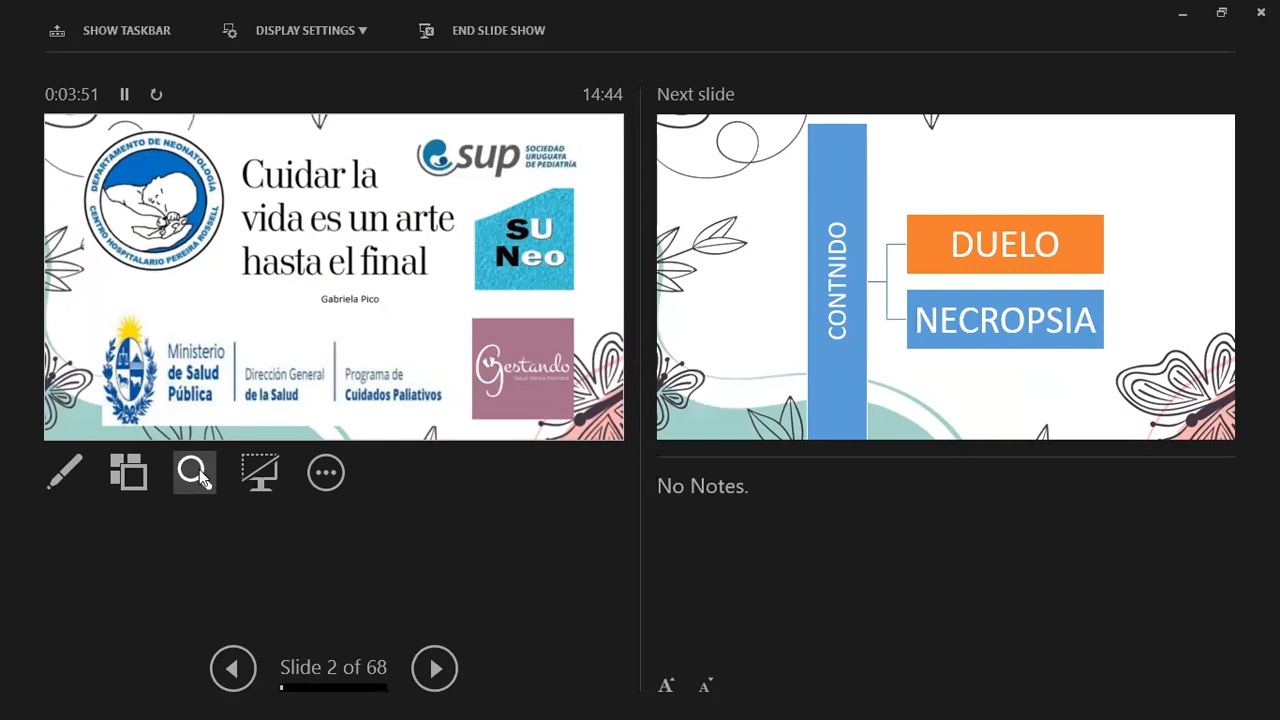 SHOW TASKBAR
DISPLAY SETTINGS ▼
END SLIDE SHOW
0:03:51
14:44
Next slide
DEPARTAMENTO DE NEONATOLOGÍA
CENTRO HOSPITALARIO PEREIRA ROSSELL
Cuidar la
vida es un arte
hasta el final
Gabriela Pico
sup
SOCIEDAD
URUGUAYA
DE PEDIATRÍA
SU
Neo
Ministerio
de Salud
Pública
Dirección General
de la Salud
Programa de
Cuidados Paliativos
Gestando
Salud Mental Perinatal
CONTNIDO
DUELO
NECROPSIA
No Notes.
Slide 2 of 68
A A